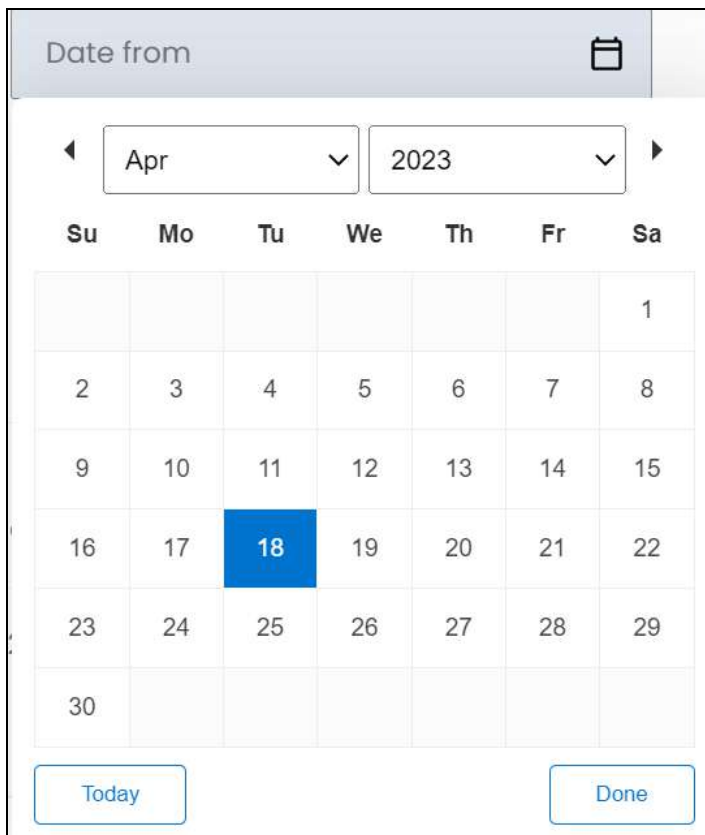 Date from
Apr 2023
Su Mo Tu We Th Fr Sa
1
2 3 4 5 6 7 8
9 10 11 12 13 14 15
16 17 18 19 20 21 22
23 24 25 26 27 28 29
30
Today Done